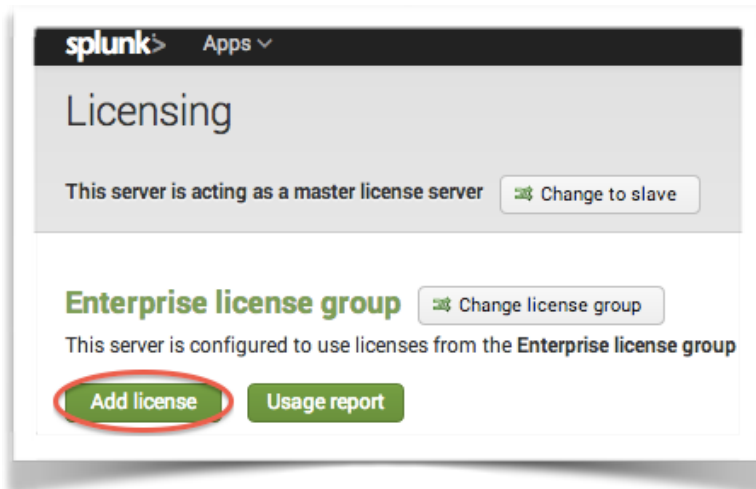 splunk> Apps
Licensing
This server is acting as a master license server Change to slave
Enterprise license group Change license group
This server is configured to use licenses from the Enterprise license group
Add license Usage report